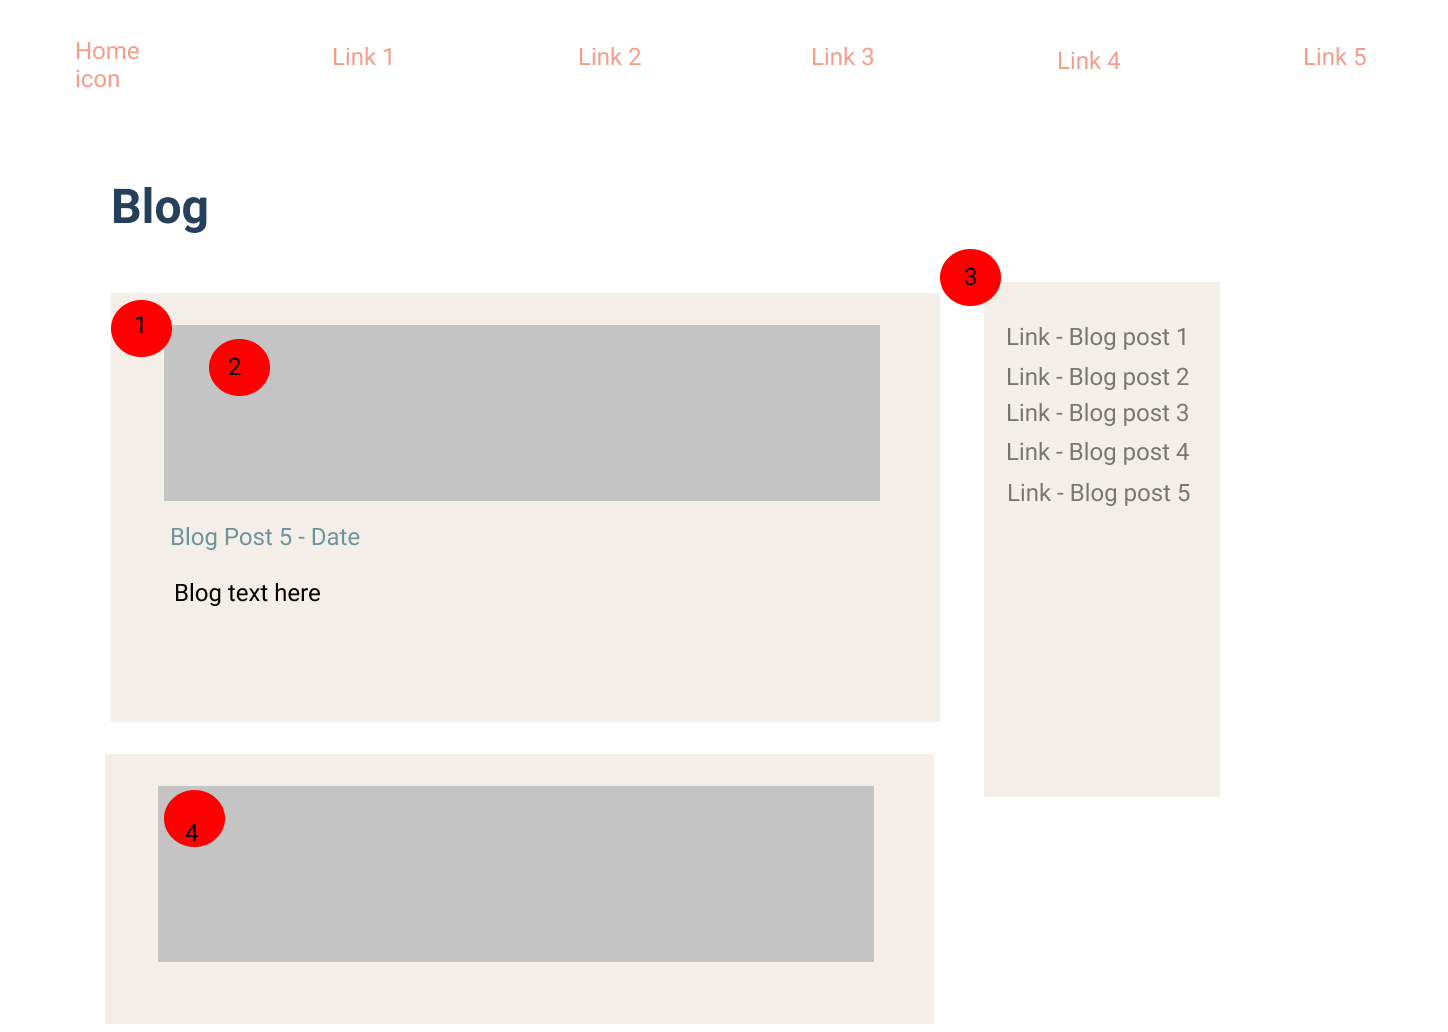 Home
icon
Link 1
Link 2
Link 3
Link 4
Link 5
Blog
1
2
Blog Post 5 - Date
Blog text here
3
Link - Blog post 1
Link - Blog post 2
Link - Blog post 3
Link - Blog post 4
Link - Blog post 5
4